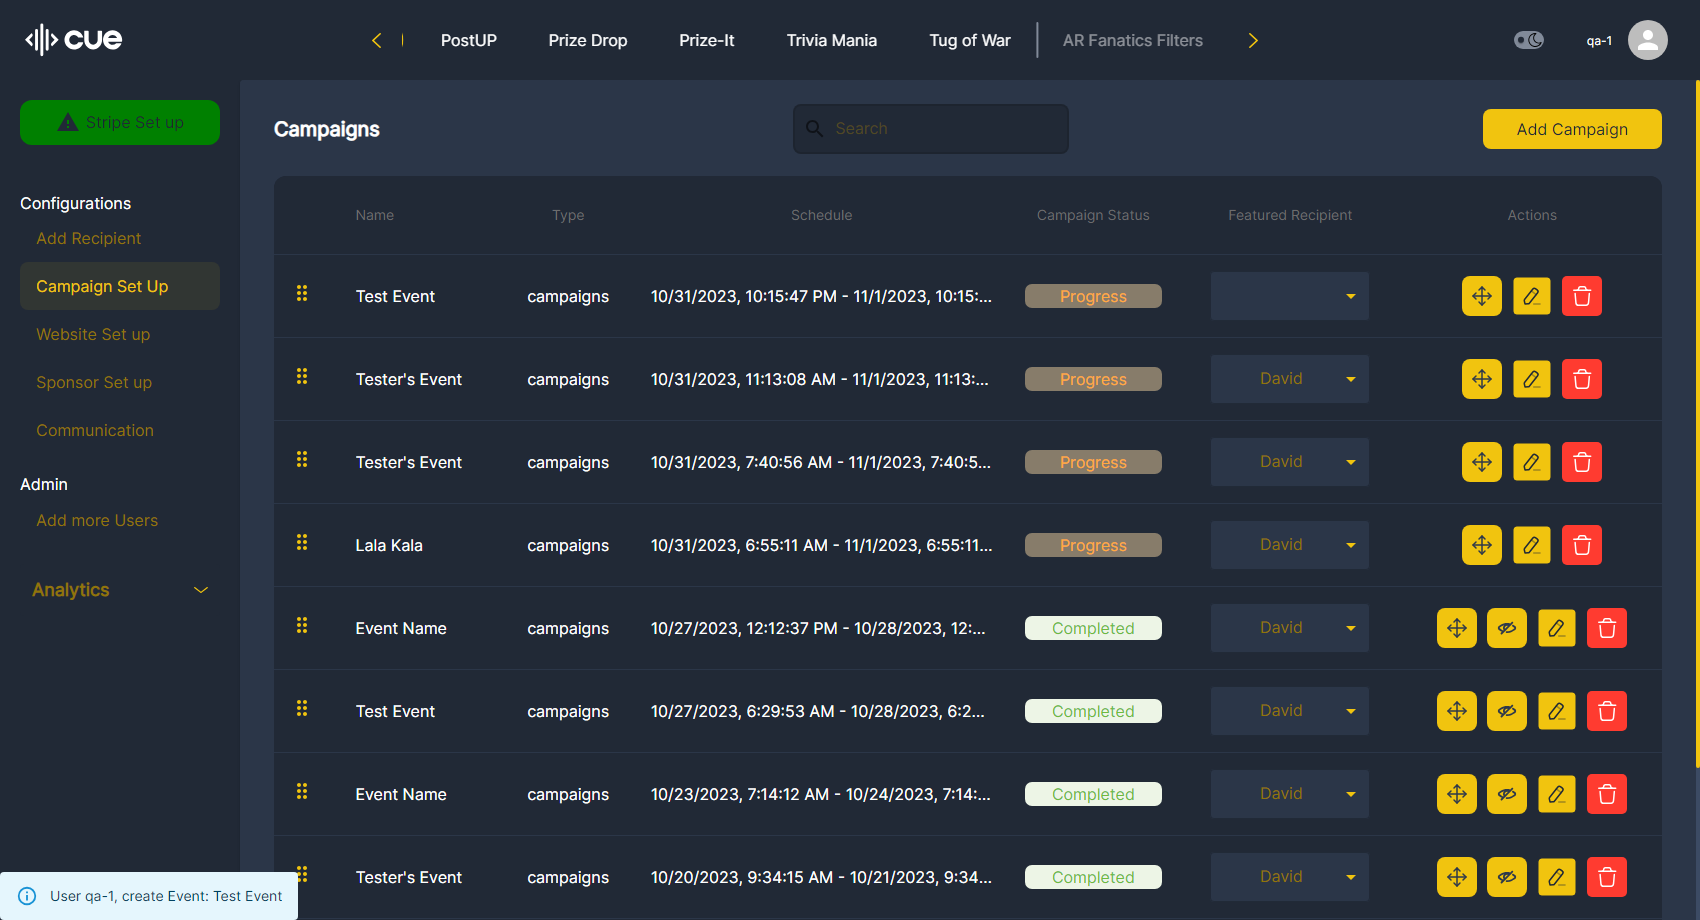 cue
PostUP
Prize Drop
Prize-It
Trivia Mania
Tug of War
AR Fanatics Filters
qa-1
Stripe Set up
Configurations
Add Recipient
Campaign Set Up
Website Set up
Sponsor Set up
Communication
Admin
Add more Users
Analytics
Campaigns
Search
Add Campaign
Name Type Schedule Campaign Status Featured Recipient Actions
Test Event campaigns 10/31/2023, 10:15:47 PM - 11/1/2023, 10:15:... Progress
Tester's Event campaigns 10/31/2023, 11:13:08 AM - 11/1/2023, 11:13:... Progress David
Tester's Event campaigns 10/31/2023, 7:40:56 AM - 11/1/2023, 7:40:5... Progress David
Lala Kala campaigns 10/31/2023, 6:55:11 AM - 11/1/2023, 6:55:11... Progress David
Event Name campaigns 10/27/2023, 12:12:37 PM - 10/28/2023, 12:... Completed David
Test Event campaigns 10/27/2023, 6:29:53 AM - 10/28/2023, 6:2... Completed David
Event Name campaigns 10/23/2023, 7:14:12 AM - 10/24/2023, 7:14:... Completed David
Tester's Event campaigns 10/20/2023, 9:34:15 AM - 10/21/2023, 9:34... Completed David
User qa-1, create Event: Test Event